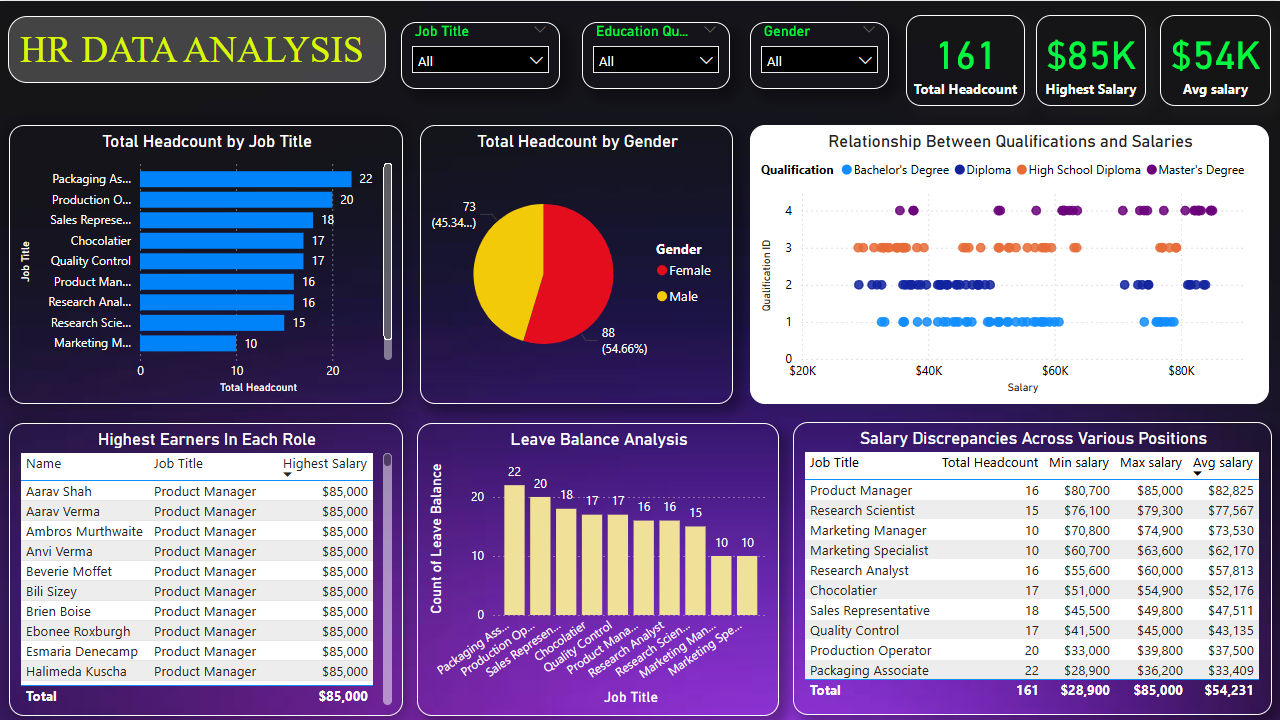 HR DATA ANALYSIS
Job Title
All
Education Qu...
All
Gender
All
161
Total Headcount
$85K
Highest Salary
$54K
Avg salary
Total Headcount by Job Title
Job Title
Packaging As... 22
Production O... 20
Sales Represe... 18
Chocolatier 17
Quality Control 17
Product Man... 16
Research Anal... 16
Research Scie... 15
Marketing M... 10
0 10 20
Total Headcount
Total Headcount by Gender
73
(45.34...)
Gender
Female
Male
88
(54.66%)
Relationship Between Qualifications and Salaries
Qualification Bachelor's Degree Diploma High School Diploma Master's Degree
Qualification ID
4
3
2
1
0
$20K $40K $60K $80K
Salary
Highest Earners In Each Role
Name Job Title Highest Salary
Aarav Shah Product Manager $85,000
Aarav Verma Product Manager $85,000
Ambros Murthwaite Product Manager $85,000
Anvi Verma Product Manager $85,000
Beverie Moffet Product Manager $85,000
Bili Sizey Product Manager $85,000
Brien Boise Product Manager $85,000
Ebonee Roxburgh Product Manager $85,000
Esmaria Denecamp Product Manager $85,000
Halimeda Kuscha Product Manager $85,000
Total $85,000
Leave Balance Analysis
Count of Leave Balance
20
10
0
22 20 18 17 17 16 16 15 10 10
Packaging Ass...
Production Op...
Sales Represen...
Chocolatier
Quality Control
Product Mana...
Research Analyst
Research Scien...
Marketing Man...
Marketing Spe...
Job Title
Salary Discrepancies Across Various Positions
Job Title Total Headcount Min salary Max salary Avg salary
Product Manager 16 $80,700 $85,000 $82,825
Research Scientist 15 $76,100 $79,300 $77,567
Marketing Manager 10 $70,800 $74,900 $73,530
Marketing Specialist 10 $60,700 $63,600 $62,170
Research Analyst 16 $55,600 $60,000 $57,813
Chocolatier 17 $51,000 $54,900 $52,176
Sales Representative 18 $45,500 $49,800 $47,511
Quality Control 17 $41,500 $45,000 $43,135
Production Operator 20 $33,000 $39,800 $37,500
Packaging Associate 22 $28,900 $36,200 $33,409
Total 161 $28,900 $85,000 $54,231